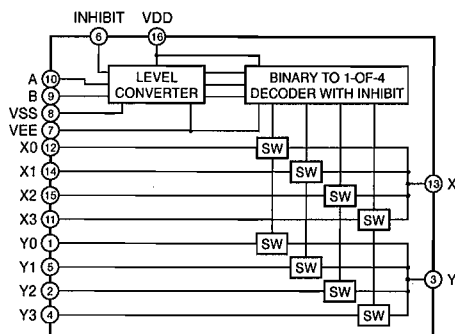 INHIBIT VDD
6 16
A 10 LEVEL CONVERTER BINARY TO 1-OF-4 DECODER WITH INHIBIT
B 9
VSS 8
VEE 7
X0 12 SW
X1 14 SW 13 X
X2 15 SW
X3 11 SW
Y0 1 SW
Y1 5 SW 3 Y
Y2 2 SW
Y3 4 SW